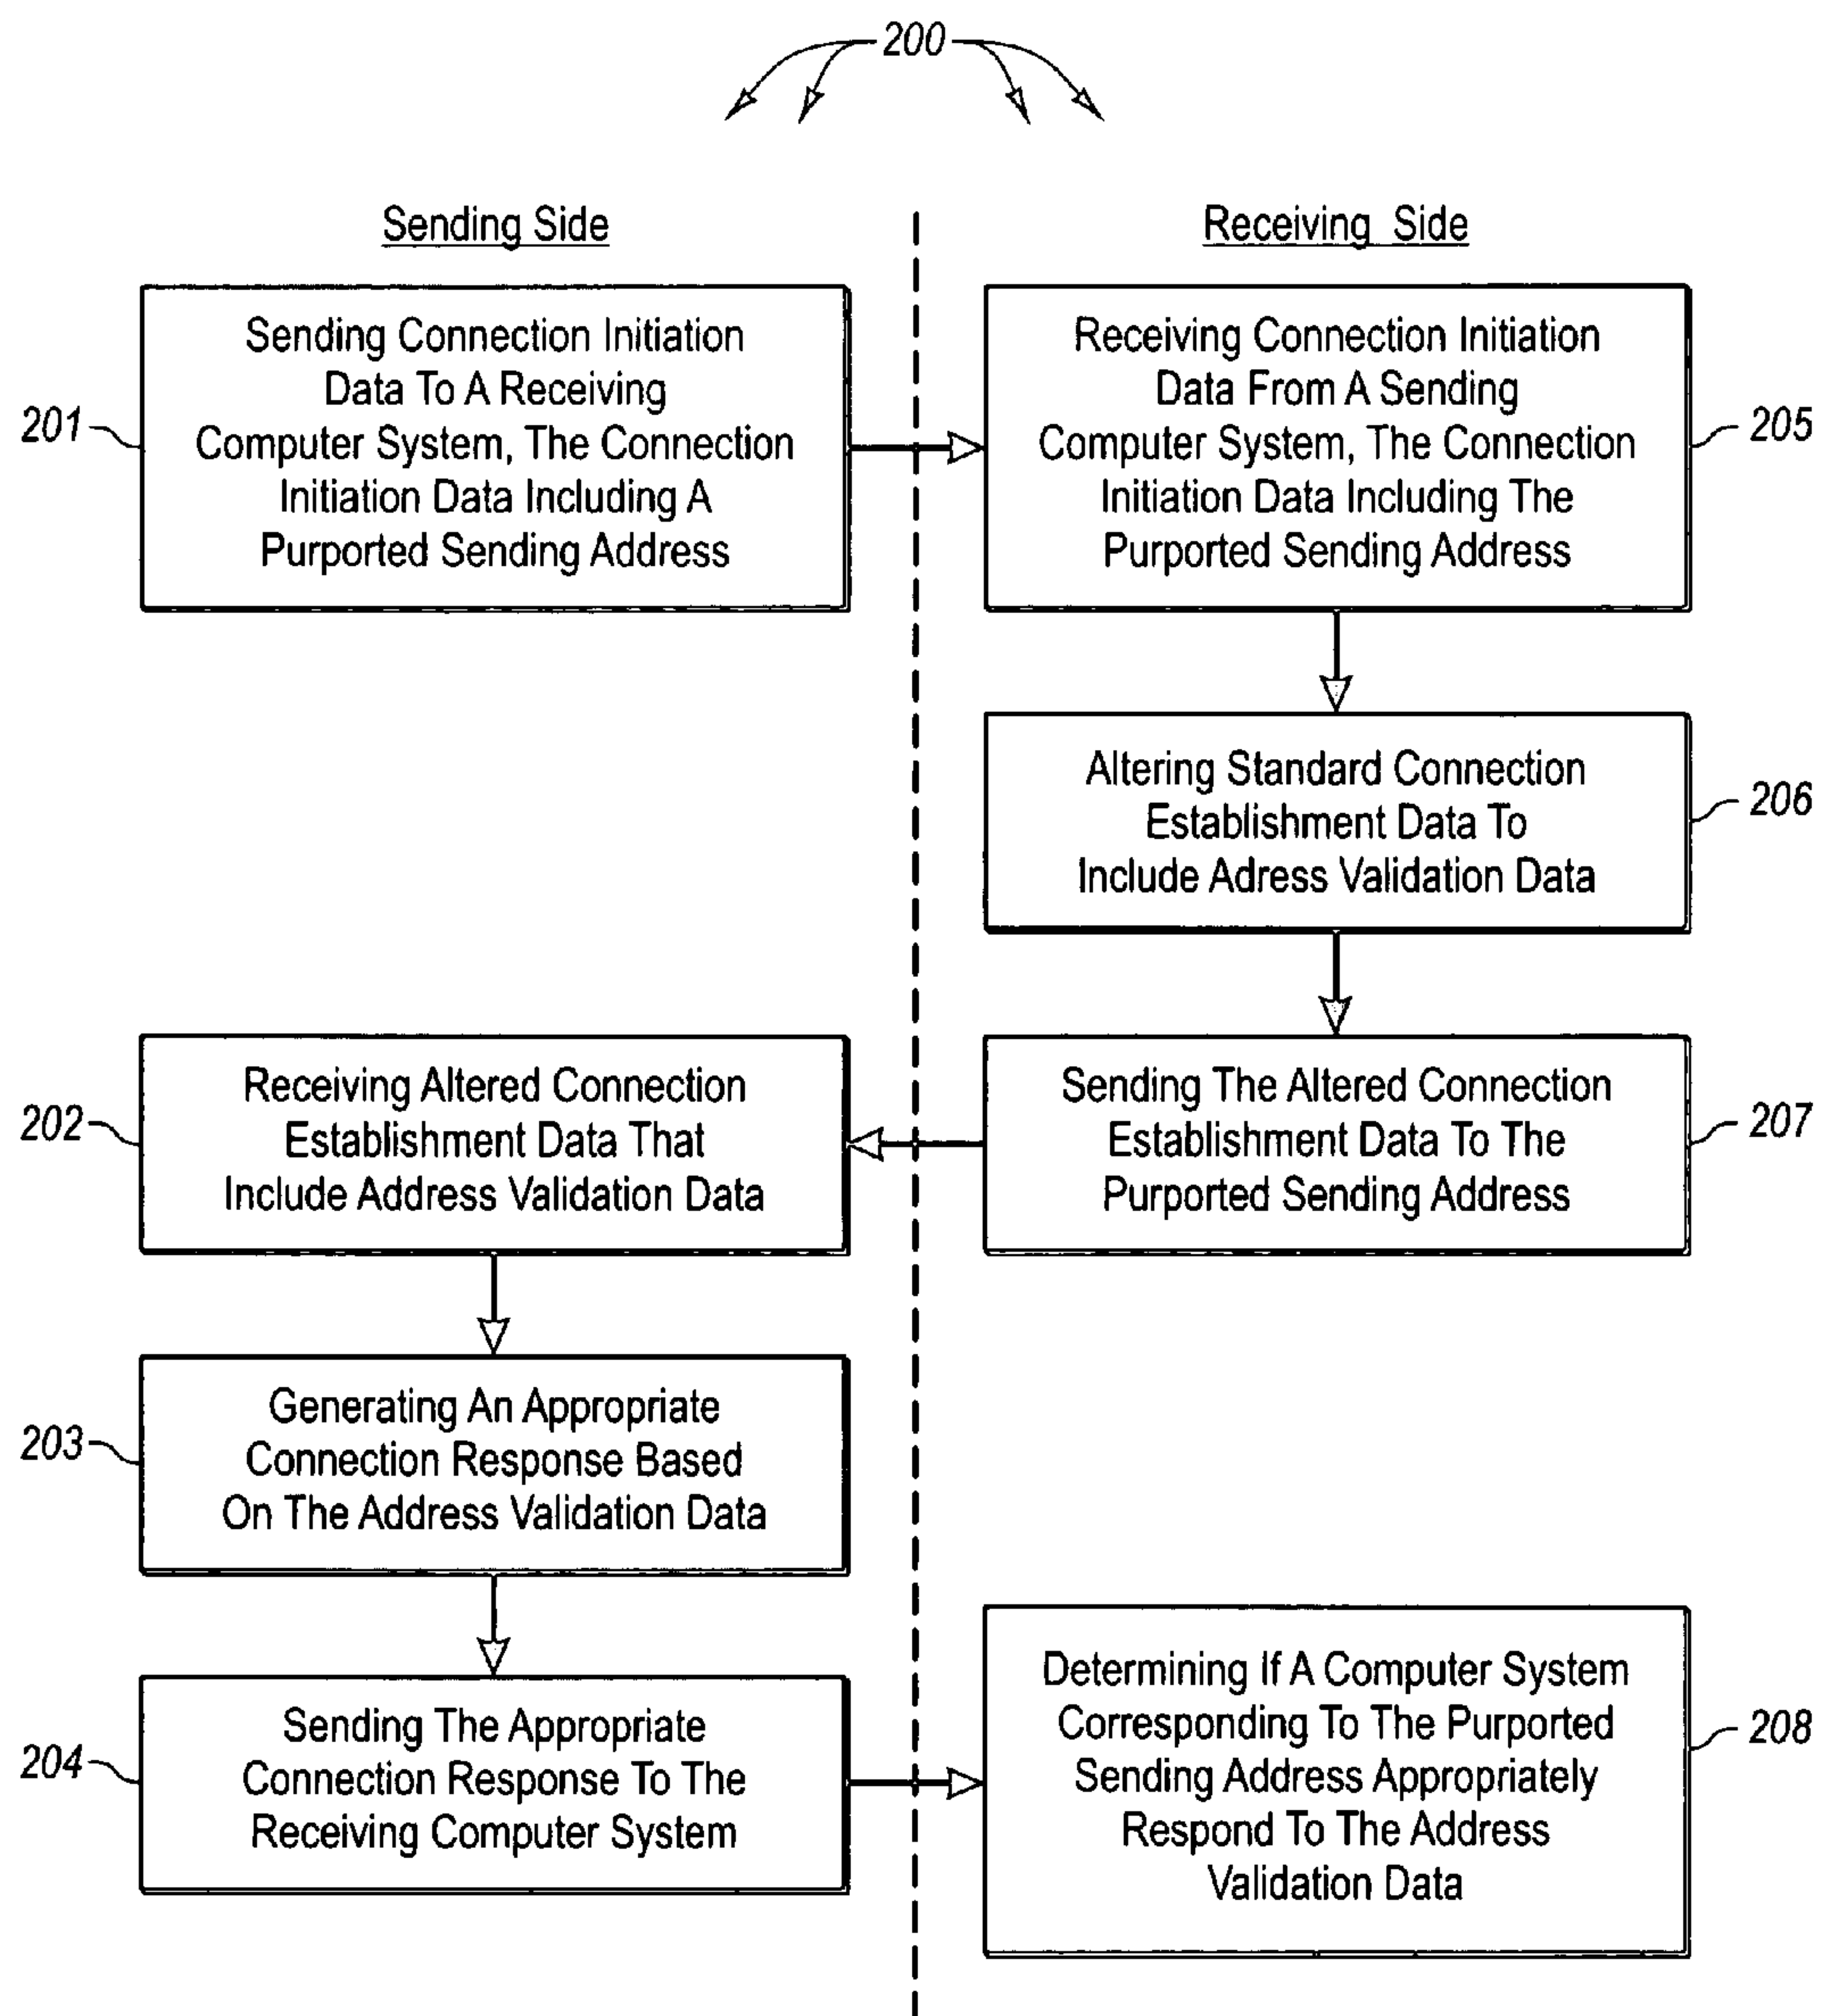 200
Sending Side
Receiving Side
201
Sending Connection Initiation
Data To A Receiving
Computer System, The Connection
Initiation Data Including A
Purported Sending Address
Receiving Connection Initiation
Data From A Sending
Computer System, The Connection
Initiation Data Including The
Purported Sending Address
205
Altering Standard Connection
Establishment Data To
Include Adress Validation Data
206
202
Receiving Altered Connection
Establishment Data That
Include Address Validation Data
Sending The Altered Connection
Establishment Data To The
Purported Sending Address
207
203
Generating An Appropriate
Connection Response Based
On The Address Validation Data
204
Sending The Appropriate
Connection Response To The
Receiving Computer System
Determining If A Computer System
Corresponding To The Purported
Sending Address Appropriately
Respond To The Address
Validation Data
208